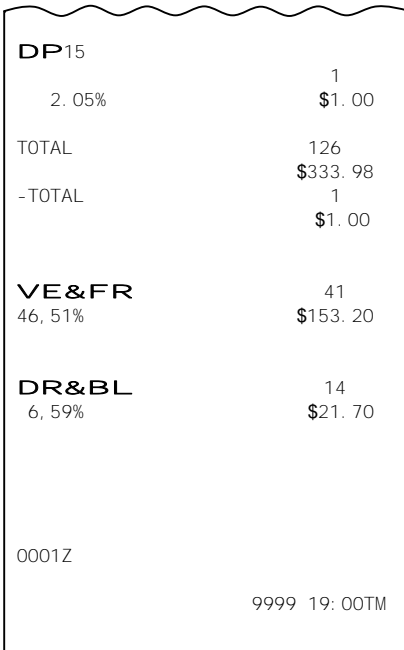 DP15
1
2.05% $1.00
TOTAL 126
$333.98
-TOTAL 1
$1.00
VE&FR 41
46,51% $153.20
DR&BL 14
6,59% $21.70
0001Z
9999 19:00TM